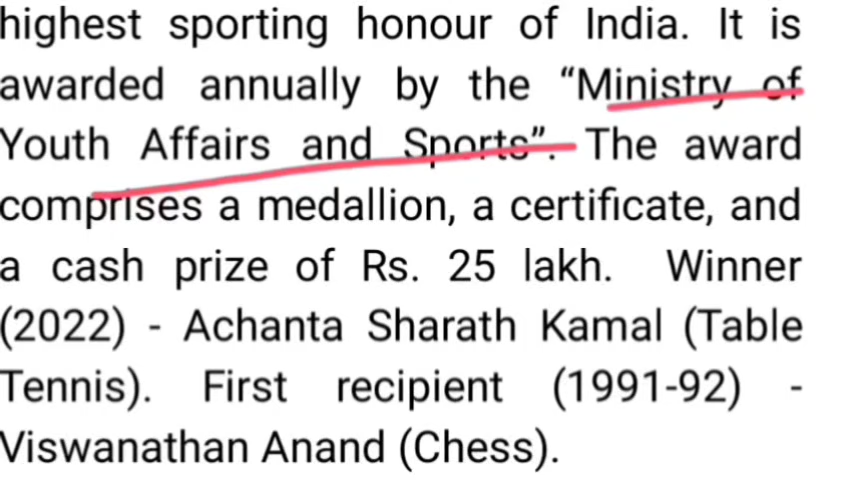 highest sporting honour of India. It is
awarded annually by the “Ministry of
Youth Affairs and Sports”. The award
comprises a medallion, a certificate, and
a cash prize of Rs. 25 lakh. Winner
(2022) - Achanta Sharath Kamal (Table
Tennis). First recipient (1991-92) -
Viswanathan Anand (Chess).